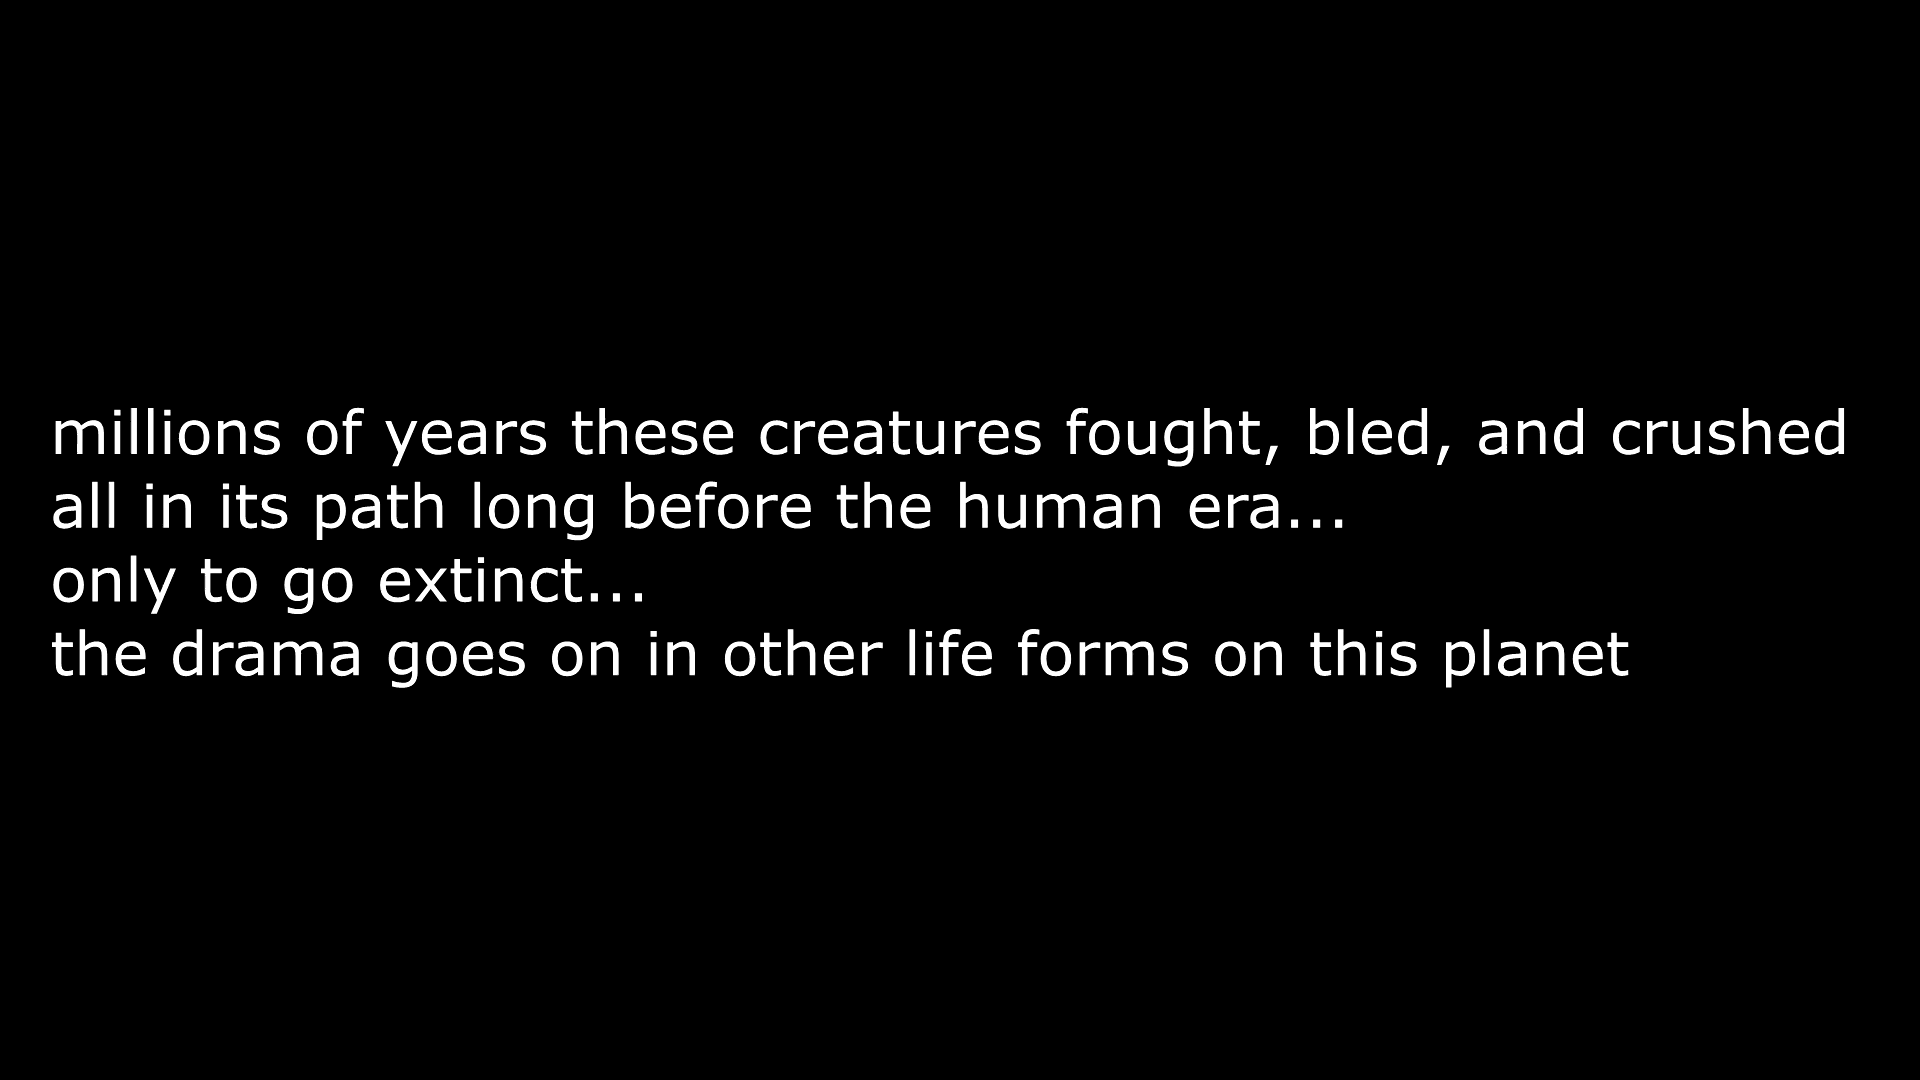 millions of years these creatures fought, bled, and crushed
all in its path long before the human era...
only to go extinct...
the drama goes on in other life forms on this planet